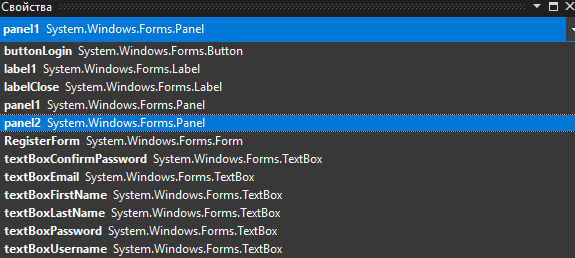 Свойства
panel1 System.Windows.Forms.Panel
buttonLogin System.Windows.Forms.Button
label1 System.Windows.Forms.Label
labelClose System.Windows.Forms.Label
panel1 System.Windows.Forms.Panel
panel2 System.Windows.Forms.Panel
RegisterForm System.Windows.Forms.Form
textBoxConfirmPassword System.Windows.Forms.TextBox
textBoxEmail System.Windows.Forms.TextBox
textBoxFirstName System.Windows.Forms.TextBox
textBoxLastName System.Windows.Forms.TextBox
textBoxPassword System.Windows.Forms.TextBox
textBoxUsername System.Windows.Forms.TextBox